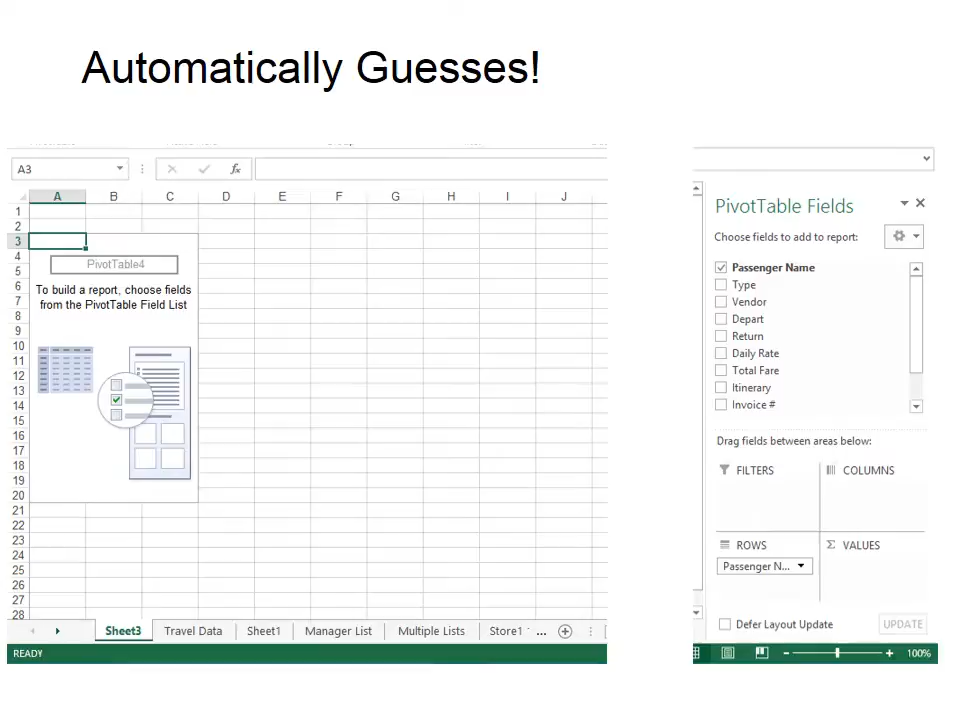 Automatically Guesses!
A3
fx
A B C D E F G H I J
1
2
3
4
PivotTable4
5
To build a report, choose fields
6
from the PivotTable Field List
7
8
9
10
11
12
13
14
15
16
17
18
19
20
21
22
23
24
25
26
27
28
Sheet3 Travel Data Sheet1 Manager List Multiple Lists Store1 ...
READY
PivotTable Fields
Choose fields to add to report:
Passenger Name
Type
Vendor
Depart
Return
Daily Rate
Total Fare
Itinerary
Invoice #
Drag fields between areas below:
FILTERS COLUMNS
ROWS Σ VALUES
Passenger N...
Defer Layout Update UPDATE
100%